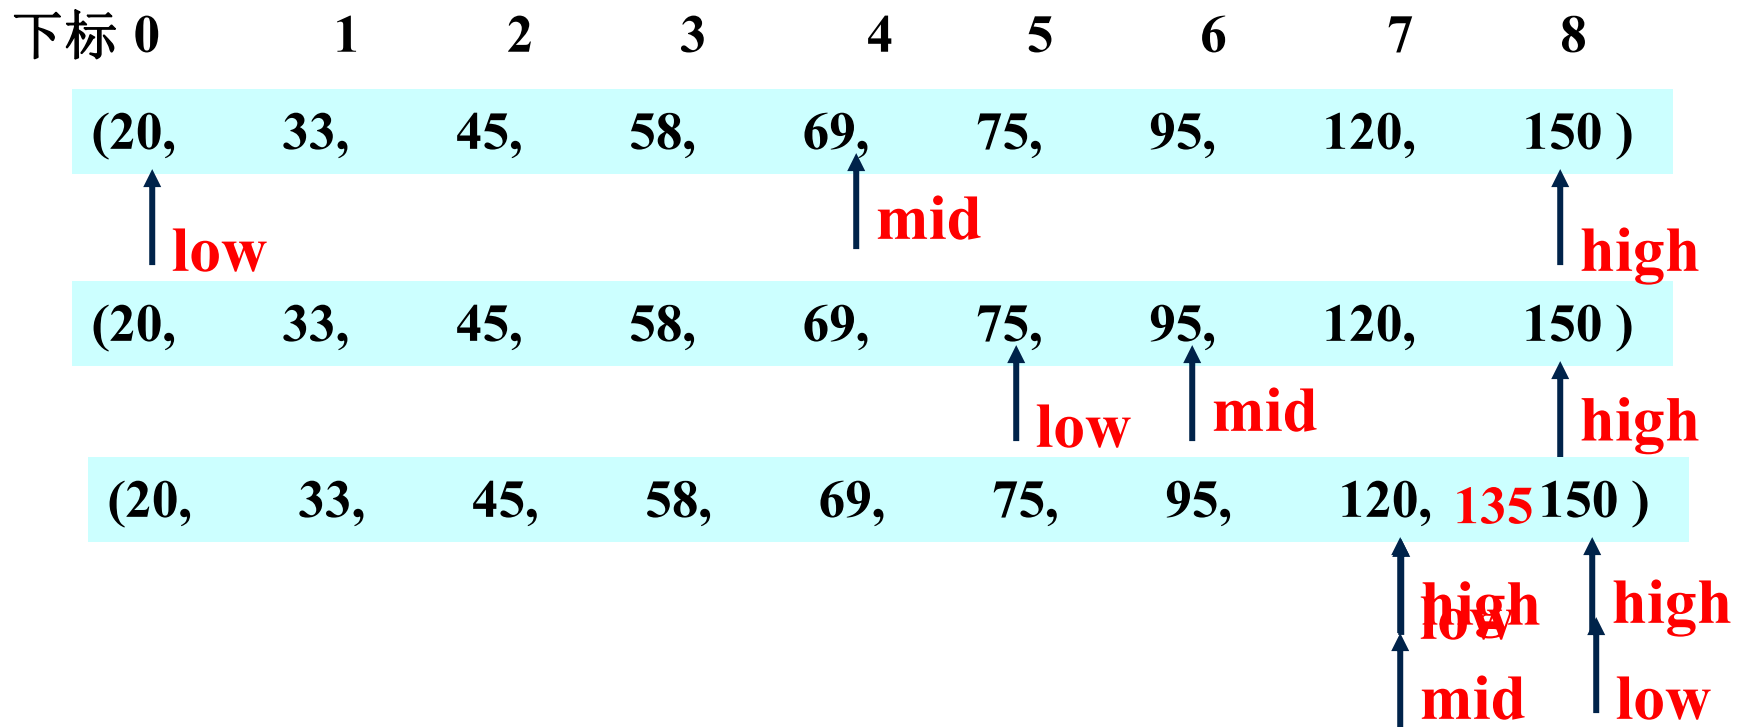 下标 0 1 2 3 4 5 6 7 8
(20, 33, 45, 58, 69, 75, 95, 120, 150 )
low mid high
(20, 33, 45, 58, 69, 75, 95, 120, 150 )
low mid high
(20, 33, 45, 58, 69, 75, 95, 120, 135 150 )
high high
low
mid low